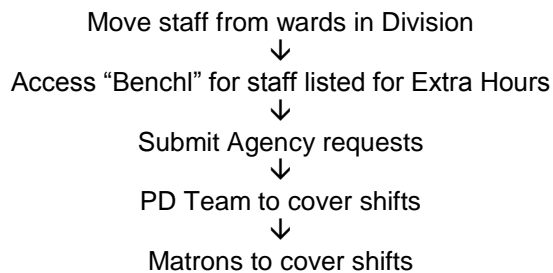 Move staff from wards in Division
↓
Access “Benchl” for staff listed for Extra Hours
↓
Submit Agency requests
↓
PD Team to cover shifts
↓
Matrons to cover shifts